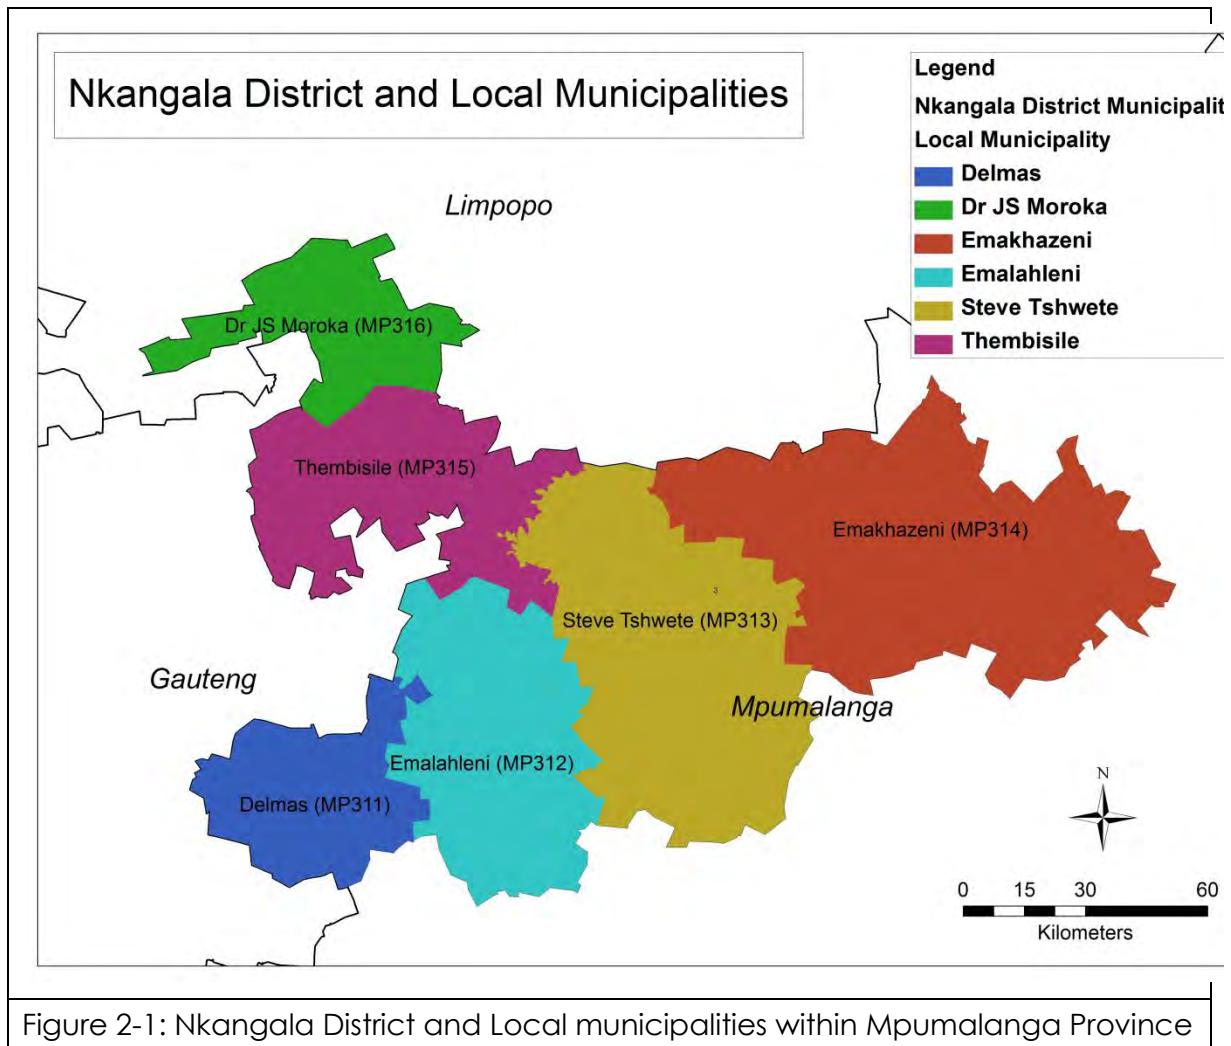 Nkangala District and Local Municipalities
Legend
Nkangala District Municipalit
Local Municipality
Delmas
Dr JS Moroka
Emakhazeni
Emalahleni
Steve Tshwete
Thembisile
Limpopo
Dr JS Moroka (MP316)
Thembisile (MP315)
Emakhazeni (MP314)
3
Steve Tshwete (MP313)
Gauteng
Mpumalanga
Emalahleni (MP312)
Delmas (MP311)
N
0 15 30 60
Kilometers
Figure 2-1: Nkangala District and Local municipalities within Mpumalanga Province